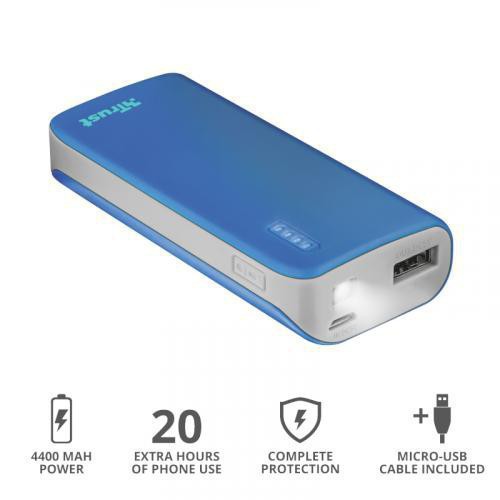 Trust
4400 MAH
POWER
20
EXTRA HOURS
OF PHONE USE
COMPLETE
PROTECTION
+
MICRO-USB
CABLE INCLUDED